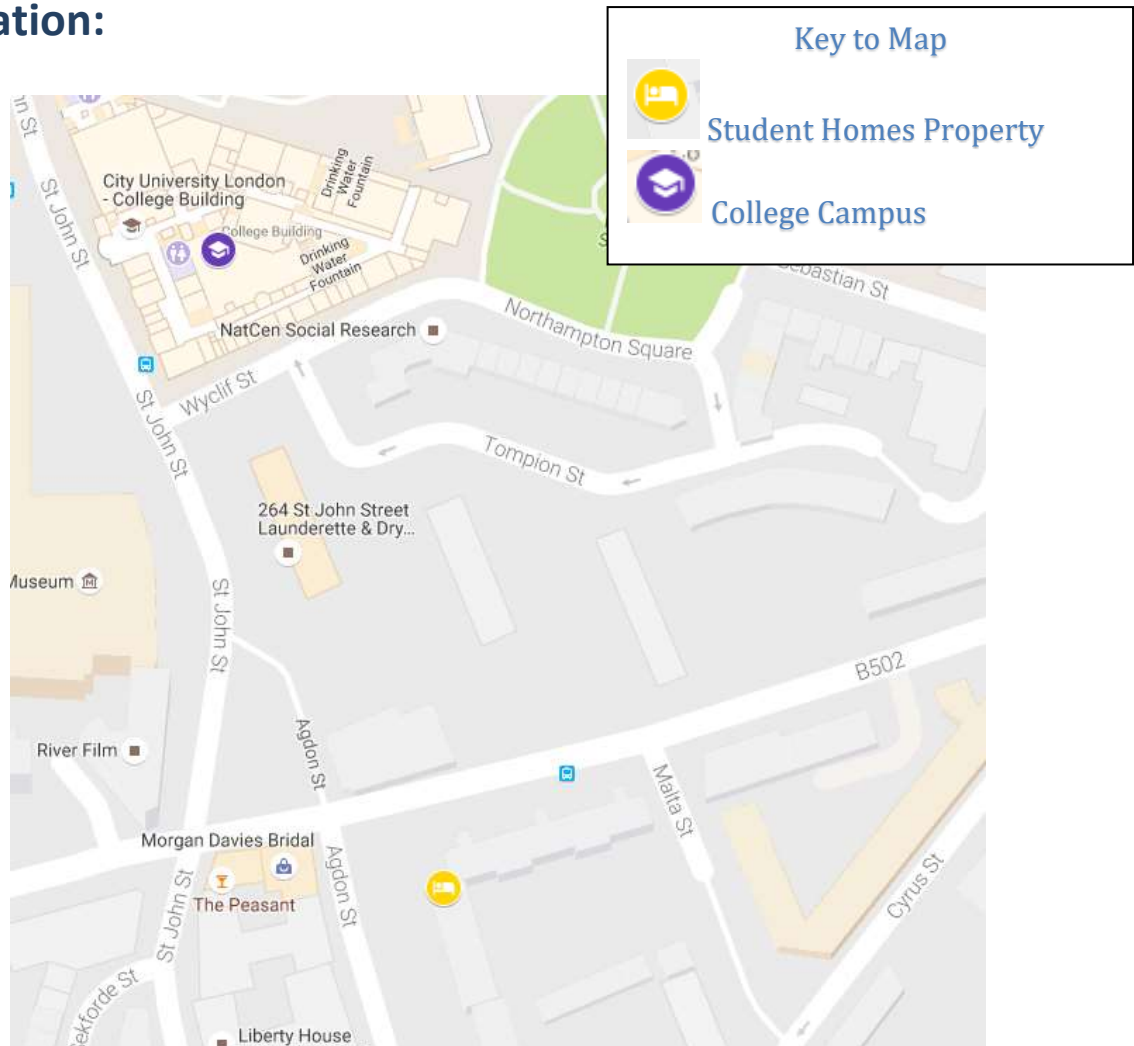 ation:
Key to Map
Student Homes Property
College Campus
St John St
City University London
- College Building
College Building
Drinking
Water
Fountain
Drinking
Water
Fountain
St John St
NatCen Social Research
Northampton Square
Wyclif St
St John St
Tompion St
264 St John Street
Launderette & Dry...
Museum
St John St
B502
River Film
Agdon St
Malta St
Morgan Davies Bridal
The Peasant
Agdon St
St John St
Cyrus St
Liberty House